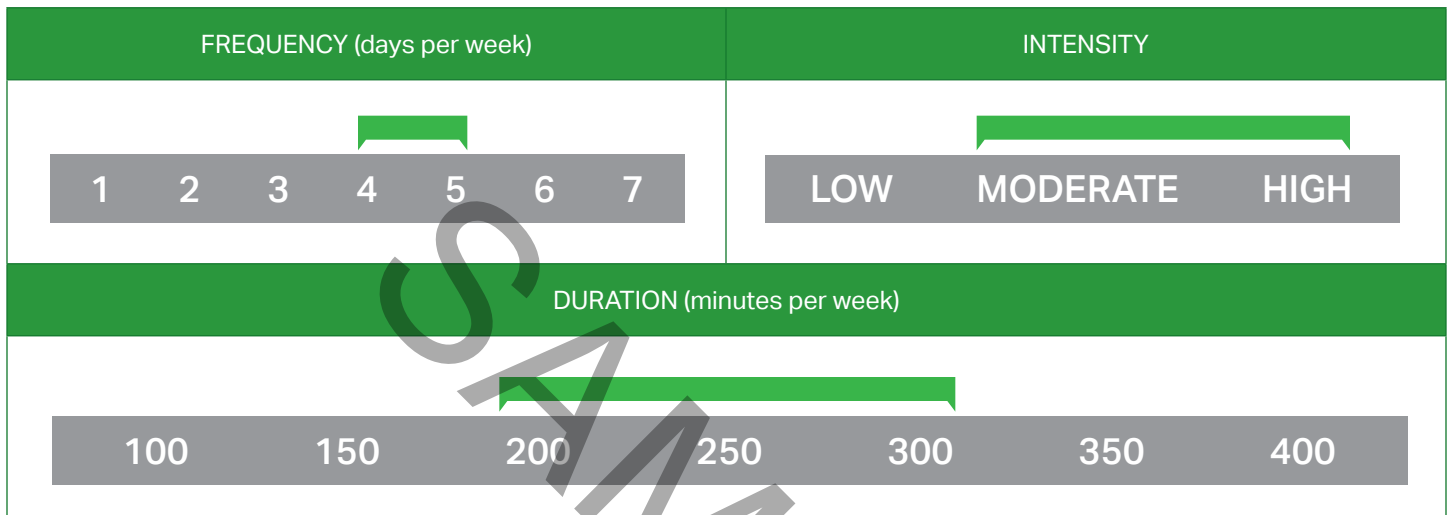 FREQUENCY (days per week) INTENSITY
1 2 3 4 5 6 7 LOW MODERATE HIGH
DURATION (minutes per week)
100 150 200 250 300 350 400
SAM